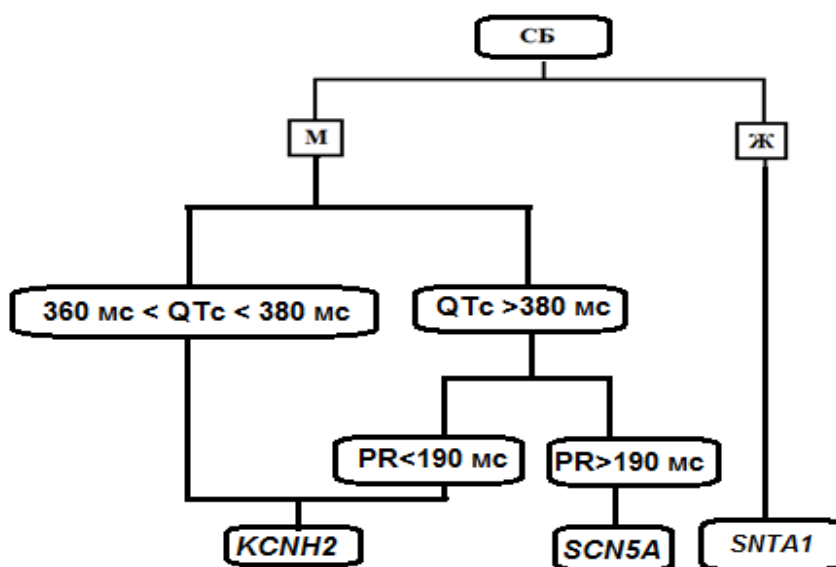 СБ
М
Ж
360 мс < QTc < 380 мс
QTc >380 мс
PR<190 мс
PR>190 мс
KCNH2
SCN5A
SNTA1